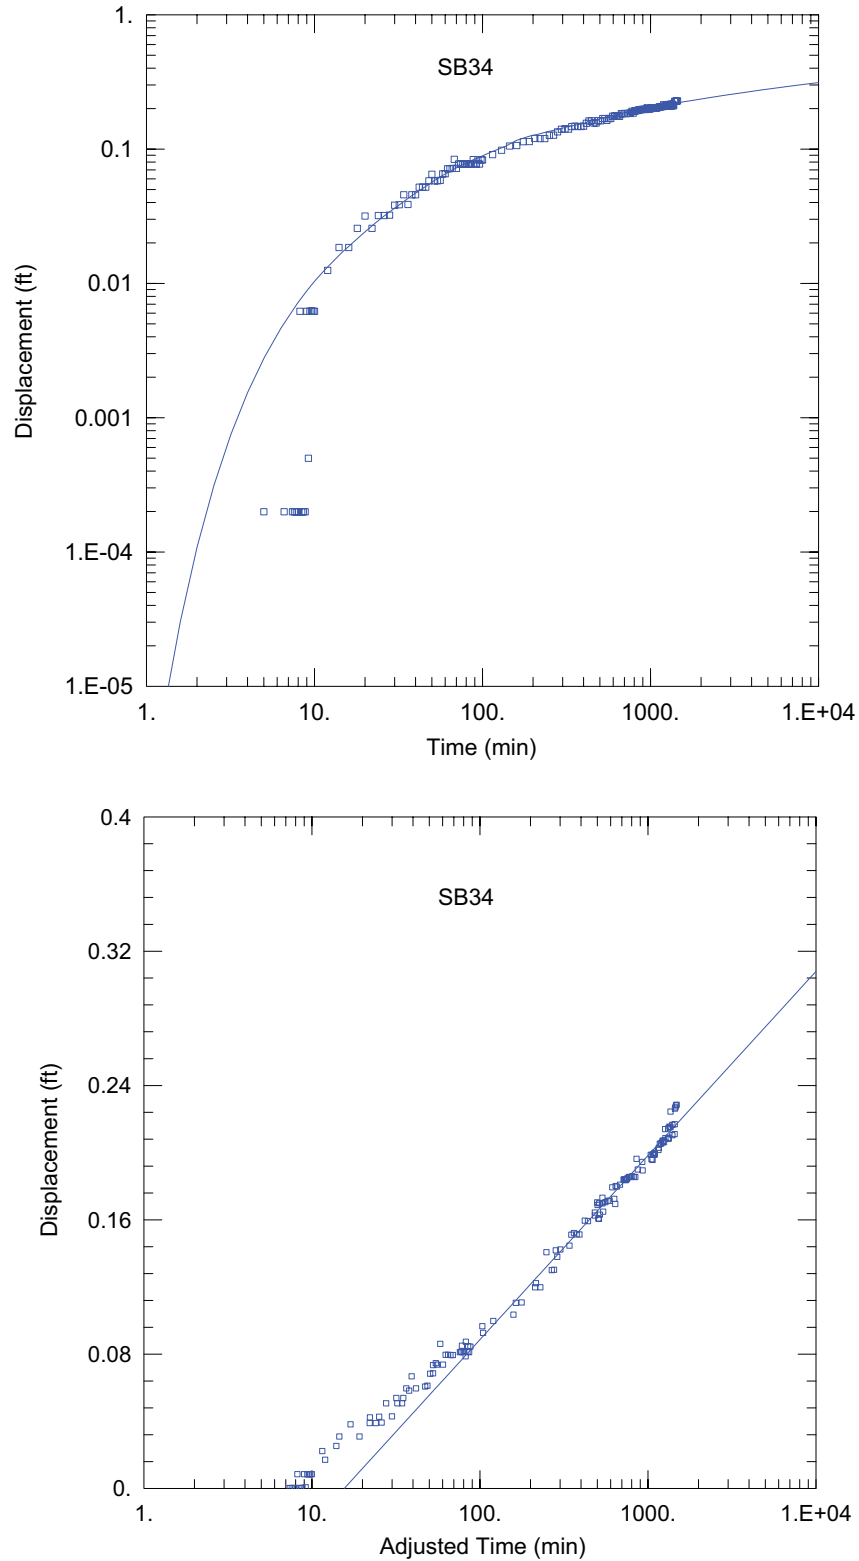 1.
SB34
0.1
0.01
0.001
1.E-04
1.E-05
Displacement (ft)
1. 10. 100. 1000. 1.E+04
Time (min)
0.4
SB34
0.32
0.24
0.16
0.08
0.
Displacement (ft)
1. 10. 100. 1000. 1.E+04
Adjusted Time (min)